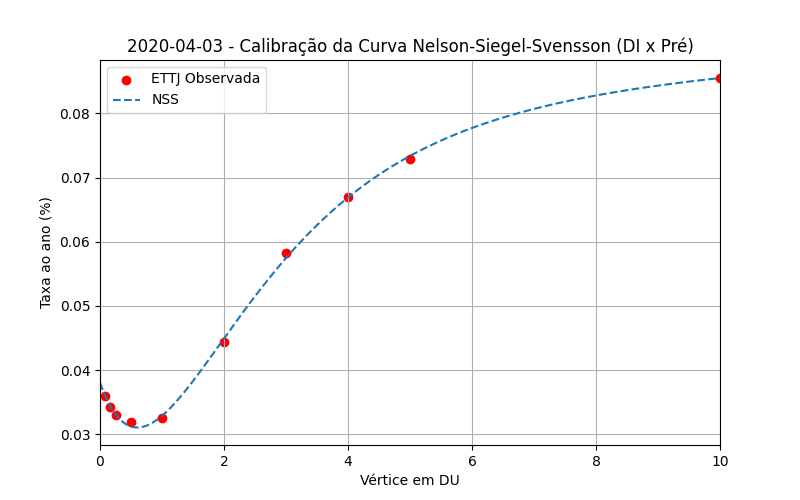 2020-04-03 - Calibração da Curva Nelson-Siegel-Svensson (DI x Pré)
ETTJ Observada
NSS
Taxa ao ano (%)
0.08
0.07
0.06
0.05
0.04
0.03
0 2 4 6 8 10
Vértice em DU